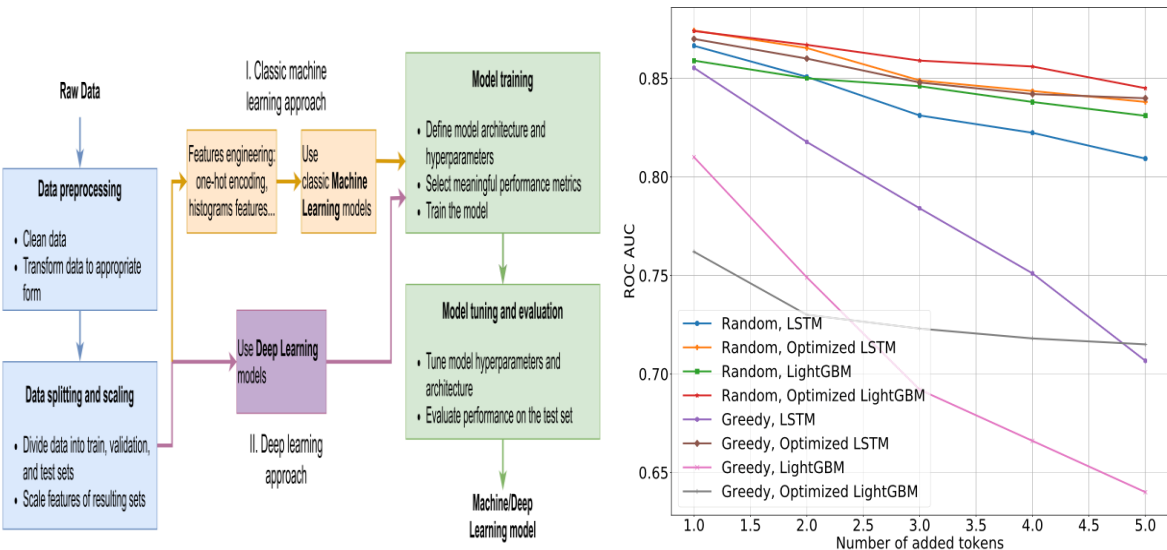 Raw Data
Data preprocessing
• Clean data
• Transform data to appropriate
form
Data splitting and scaling
• Divide data into train, validation,
and test sets
• Scale features of resulting sets
I. Classic machine
learning approach
Features engineering:
one-hot encoding,
histograms features...
Use
classic Machine
Learning models
Use Deep Learning
models
II. Deep learning
approach
Model training
• Define model architecture and
hyperparameters
• Select meaningful performance metrics
• Train the model
Model tuning and evaluation
• Tune model hyperparameters and
architecture
• Evaluate performance on the test set
Machine/Deep
Learning model
ROC AUC
0.85
0.80
0.75
0.70
0.65
Random, LSTM
Random, Optimized LSTM
Random, LightGBM
Random, Optimized LightGBM
Greedy, LSTM
Greedy, Optimized LSTM
Greedy, LightGBM
Greedy, Optimized LightGBM
1.0 1.5 2.0 2.5 3.0 3.5 4.0 4.5 5.0
Number of added tokens